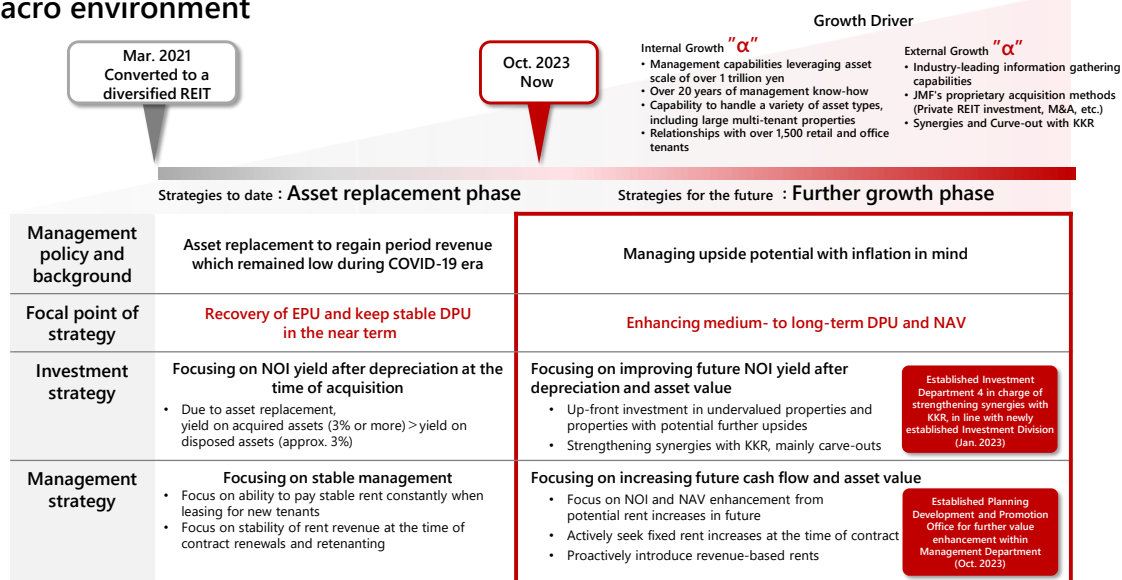 acro environment
Growth Driver
Mar. 2021
Converted to a
diversified REIT
Oct. 2023
Now
Internal Growth ″α″
• Management capabilities leveraging asset
scale of over 1 trillion yen
• Over 20 years of management know-how
• Capability to handle a variety of asset types,
including large multi-tenant properties
• Relationships with over 1,500 retail and office
tenants
External Growth ″α″
• Industry-leading information gathering
capabilities
• JMF's proprietary acquisition methods
(Private REIT investment, M&A, etc.)
• Synergies and Curve-out with KKR
Strategies to date : Asset replacement phase
Strategies for the future : Further growth phase
Management
policy and
background
Asset replacement to regain period revenue
which remained low during COVID-19 era
Managing upside potential with inflation in mind
Focal point of
strategy
Recovery of EPU and keep stable DPU
in the near term
Enhancing medium- to long-term DPU and NAV
Investment
strategy
Focusing on NOI yield after depreciation at the
time of acquisition
• Due to asset replacement,
yield on acquired assets (3% or more)＞yield on
disposed assets (approx. 3%)
Focusing on improving future NOI yield after
depreciation and asset value
• Up-front investment in undervalued properties and
properties with potential further upsides
• Strengthening synergies with KKR, mainly carve-outs
Established Investment
Department 4 in charge of
strengthening synergies with
KKR, in line with newly
established Investment Division
(Jan. 2023)
Management
strategy
Focusing on stable management
• Focus on ability to pay stable rent constantly when
leasing for new tenants
• Focus on stability of rent revenue at the time of
contract renewals and retenanting
Focusing on increasing future cash flow and asset value
• Focus on NOI and NAV enhancement from
potential rent increases in future
• Actively seek fixed rent increases at the time of contract
• Proactively introduce revenue-based rents
Established Planning
Development and Promotion
Office for further value
enhancement within
Management Department
(Oct. 2023)